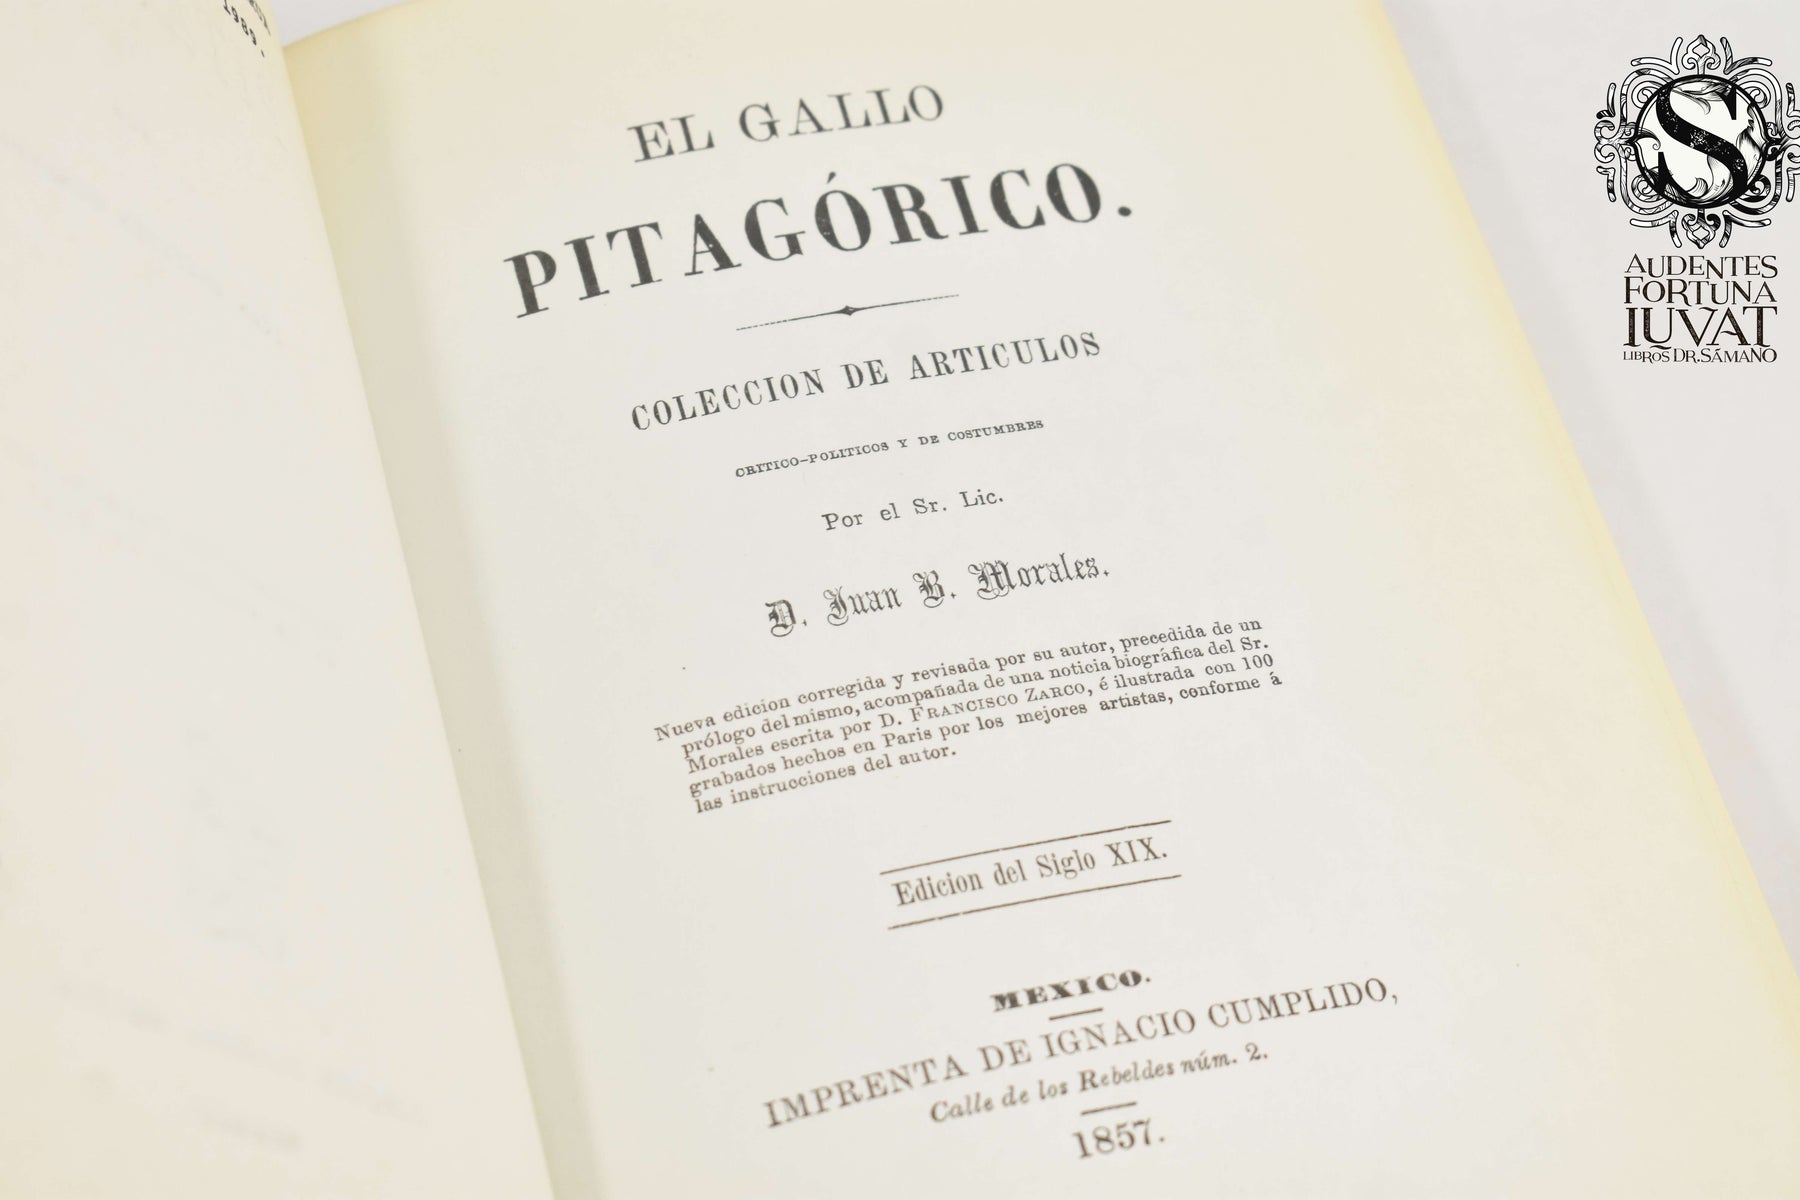 EL GALLO
PITAGÓRICO.
COLECCION DE ARTICULOS
CRITICO-POLITICOS Y DE COSTUMBRES
Por el Sr. Lic.
D. Juan B. Morales.
Nueva edicion corregida y revisada por su autor, precedida de un
prólogo del mismo, acompañada de una noticia biográfica del Sr.
Morales escrita por D. FRANCISCO ZARCO, é ilustrada con 100
grabados hechos en Paris por los mejores artistas, conforme á
las instrucciones del autor.
Edicion del Siglo XIX.
MEXICO.
IMPRENTA DE IGNACIO CUMPLIDO,
Calle de los Rebeldes núm. 2.
1857.
S
AUDENTES
FORTUNA
IUVAT
LIBROS DR. SÁMANO